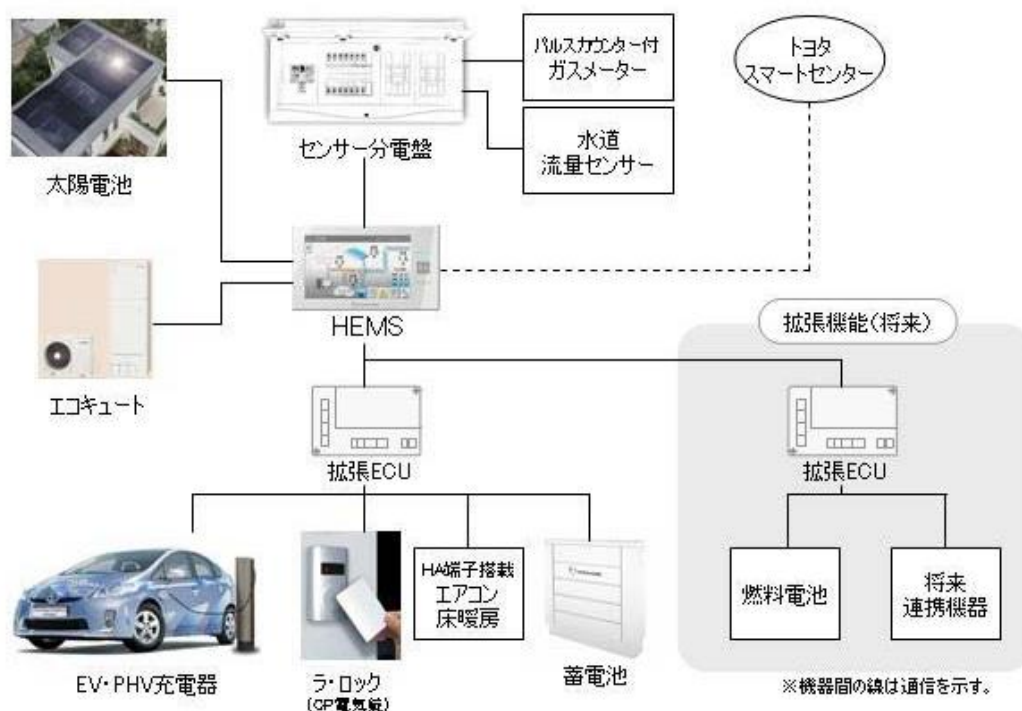 パルスカウンター付
ガスメーター
トヨタ
スマートセンター
センサー分電盤
水道
流量センサー
太陽電池
HEMS
拡張機能(将来)
エコキュート
拡張ECU
拡張ECU
HA端子搭載
エアコン
床暖房
燃料電池
将来
連携機器
EV・PHV充電器
ラ・ロック
(CP電気錠)
蓄電池
※機器間の線は通信を示す。